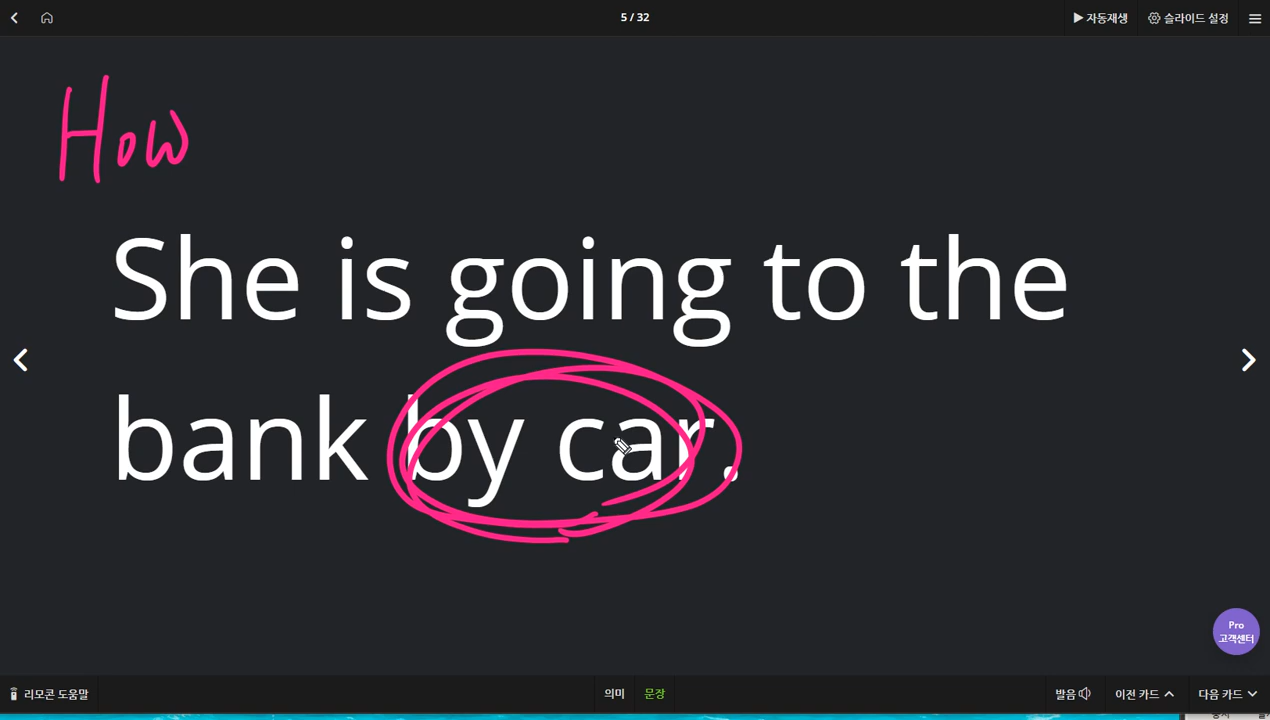 5 / 32
자동재생
슬라이드 설정
How
She is going to the
bank by car.
Pro
고객센터
리모콘 도움말
의미
문장
발음
이전 카드
다음 카드